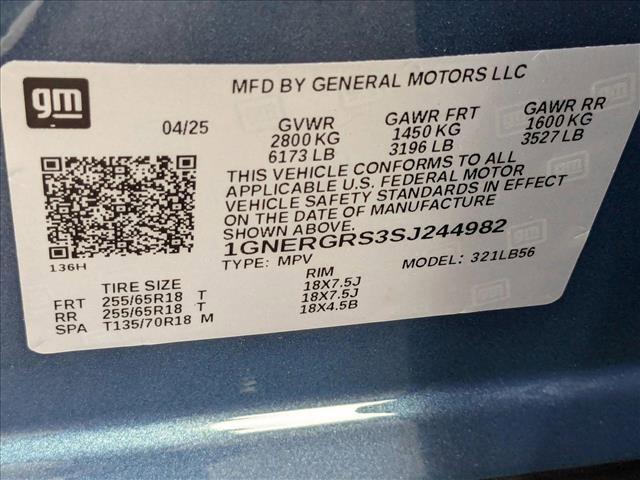 gm
MFD BY GENERAL MOTORS LLC
04/25 GVWR GAWR FRT GAWR RR
2800 KG 1450 KG 1600 KG
6173 LB 3196 LB 3527 LB
THIS VEHICLE CONFORMS TO ALL
APPLICABLE U.S. FEDERAL MOTOR
VEHICLE SAFETY STANDARDS IN EFFECT
ON THE DATE OF MANUFACTURE
SHOWN ABOVE.
1GNERGRS3SJ244982
136H
TYPE: MPV MODEL: 321LB56
TIRE SIZE RIM
FRT 255/65R18 T 18X7.5J
RR 255/65R18 T 18X7.5J
SPA T135/70R18 M 18X4.5B